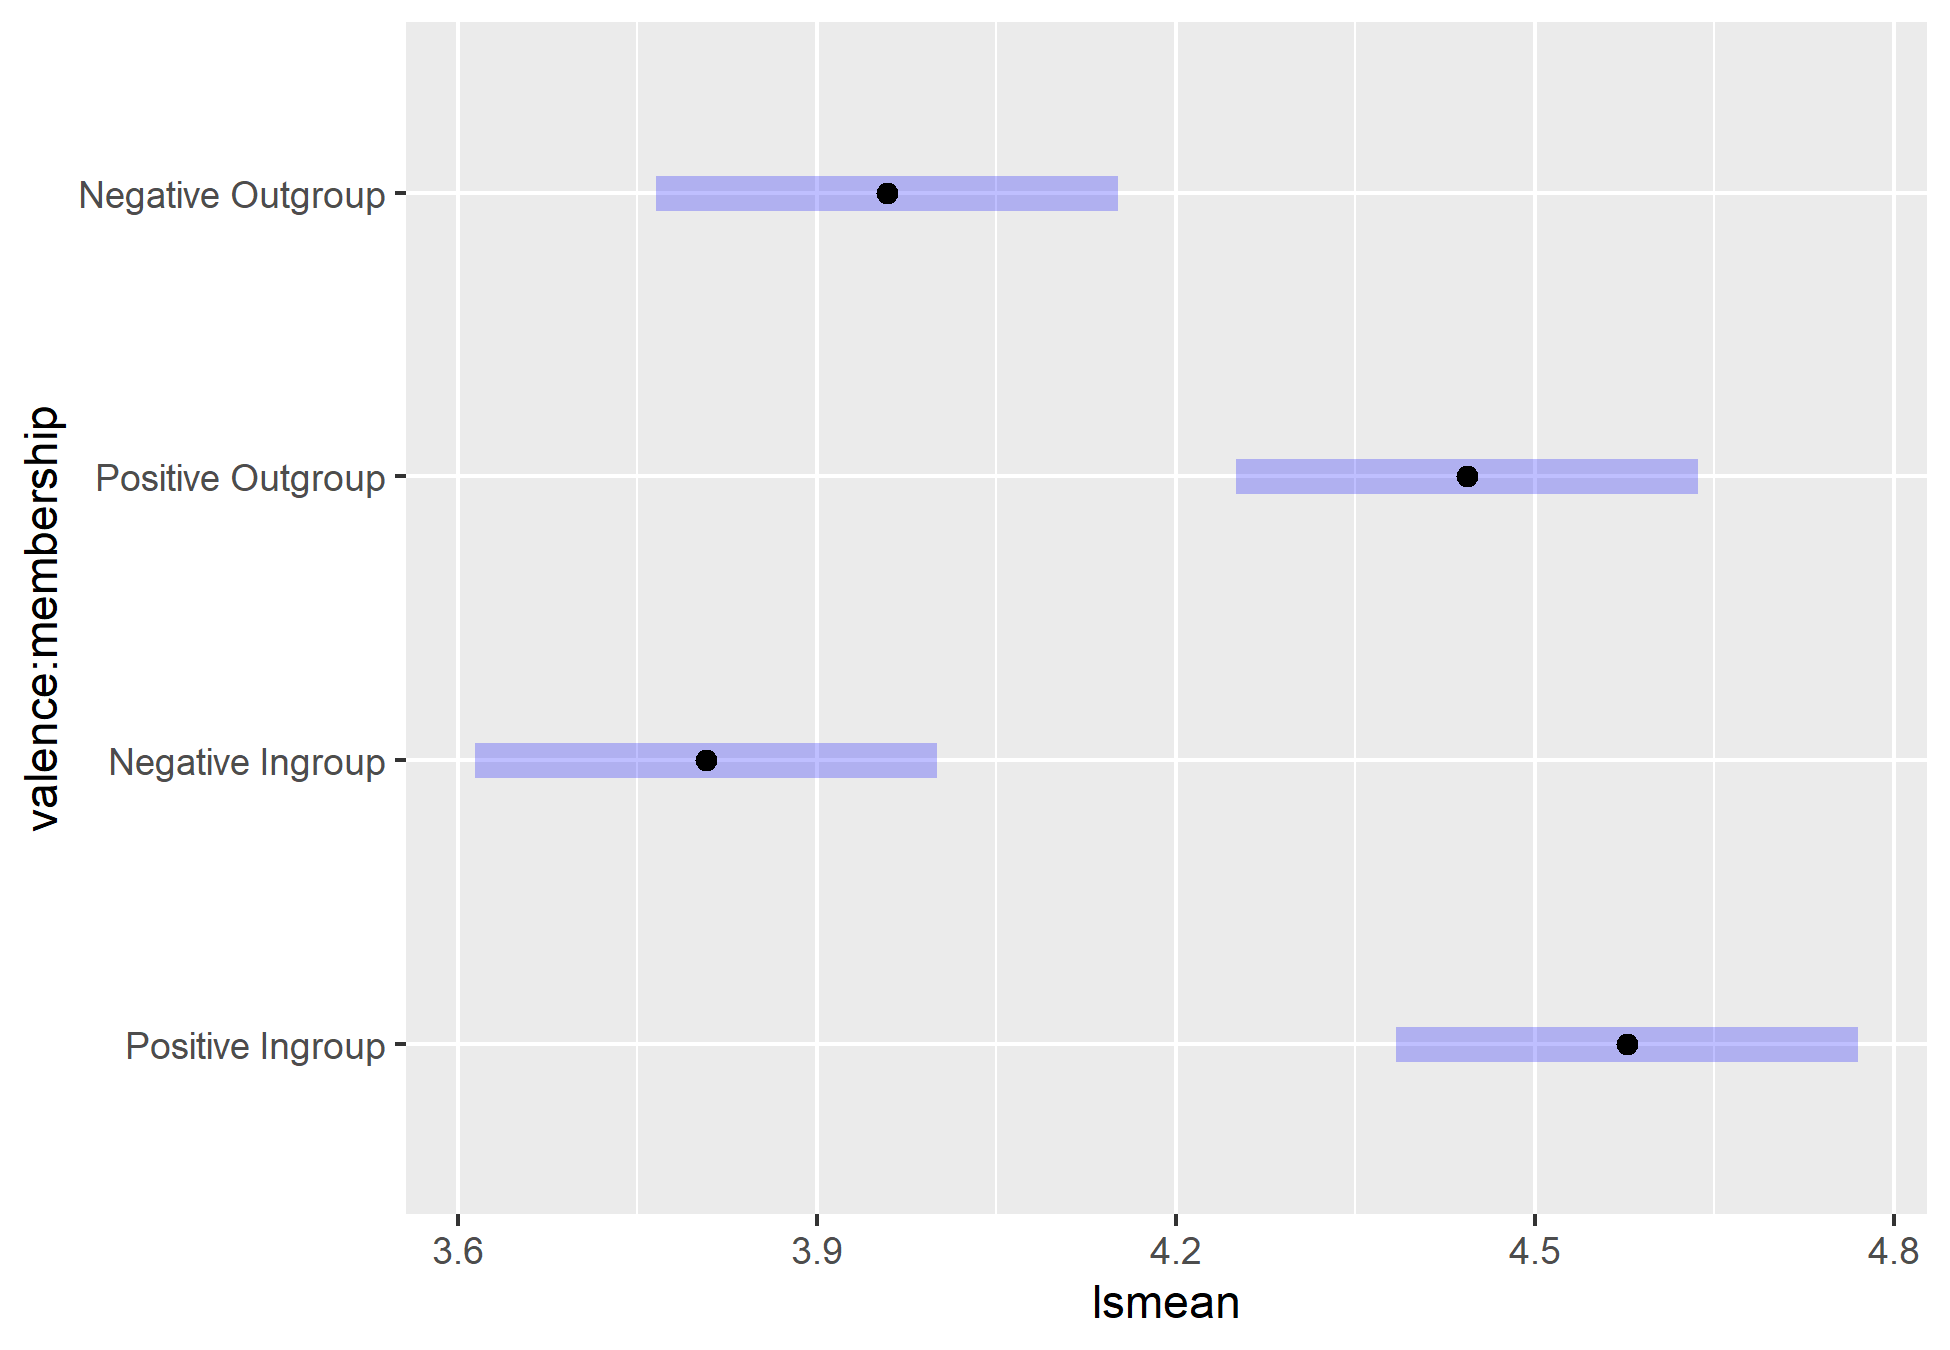 valence:membership
Negative Outgroup
Positive Outgroup
Negative Ingroup
Positive Ingroup
3.6 3.9 4.2 4.5 4.8
lsmean